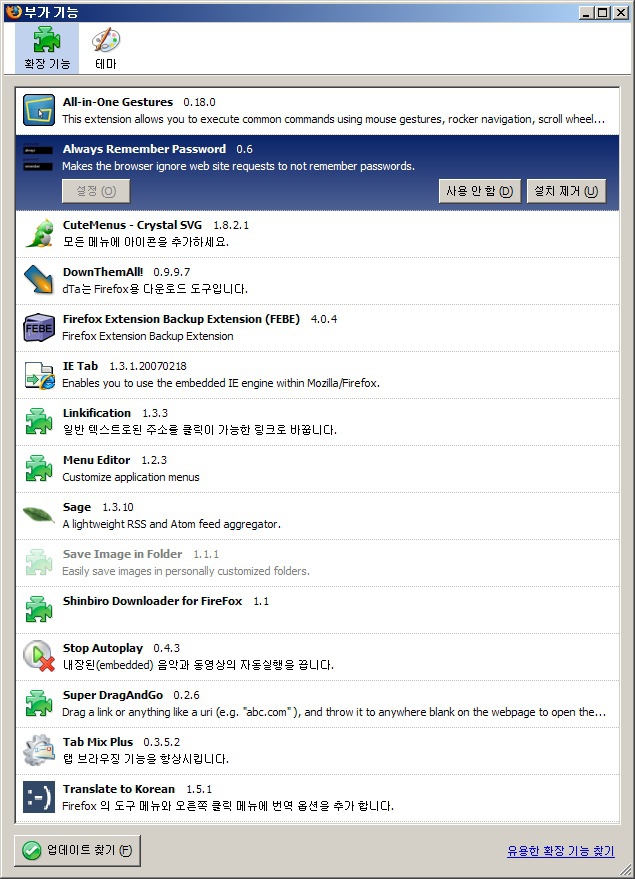 부가 기능
확장 기능
테마
All-in-One Gestures 0.18.0
This extension allows you to execute common commands using mouse gestures, rocker navigation, scroll wheel...
Always Remember Password 0.6
Makes the browser ignore web site requests to not remember passwords.
설정 (O)
사용 안 함 (D)
설치 제거 (U)
CuteMenus - Crystal SVG 1.8.2.1
모든 메뉴에 아이콘을 추가하세요.
DownThemAll! 0.9.9.7
dTa는 Firefox용 다운로드 도구입니다.
FEBE
Firefox Extension Backup Extension (FEBE) 4.0.4
Firefox Extension Backup Extension
IE Tab 1.3.1.20070218
Enables you to use the embedded IE engine within Mozilla/Firefox.
Linkification 1.3.3
일반 텍스트로된 주소를 클릭이 가능한 링크로 바꿉니다.
Menu Editor 1.2.3
Customize application menus
Sage 1.3.10
A lightweight RSS and Atom feed aggregator.
Save Image in Folder 1.1.1
Easily save images in personally customized folders.
Shinbiro Downloader for FireFox 1.1
Stop Autoplay 0.4.3
내장된(embedded) 음악과 동영상의 자동실행을 끕니다.
Super DragAndGo 0.2.6
Drag a link or anything like a uri (e.g. "abc.com" ), and throw it to anywhere blank on the webpage to open the...
Tab Mix Plus 0.3.5.2
탭 브라우징 기능을 향상시킵니다.
:-)
Translate to Korean 1.5.1
Firefox 의 도구 메뉴와 오른쪽 클릭 메뉴에 번역 옵션을 추가 합니다.
업데이트 찾기 (F)
유용한 확장 기능 찾기